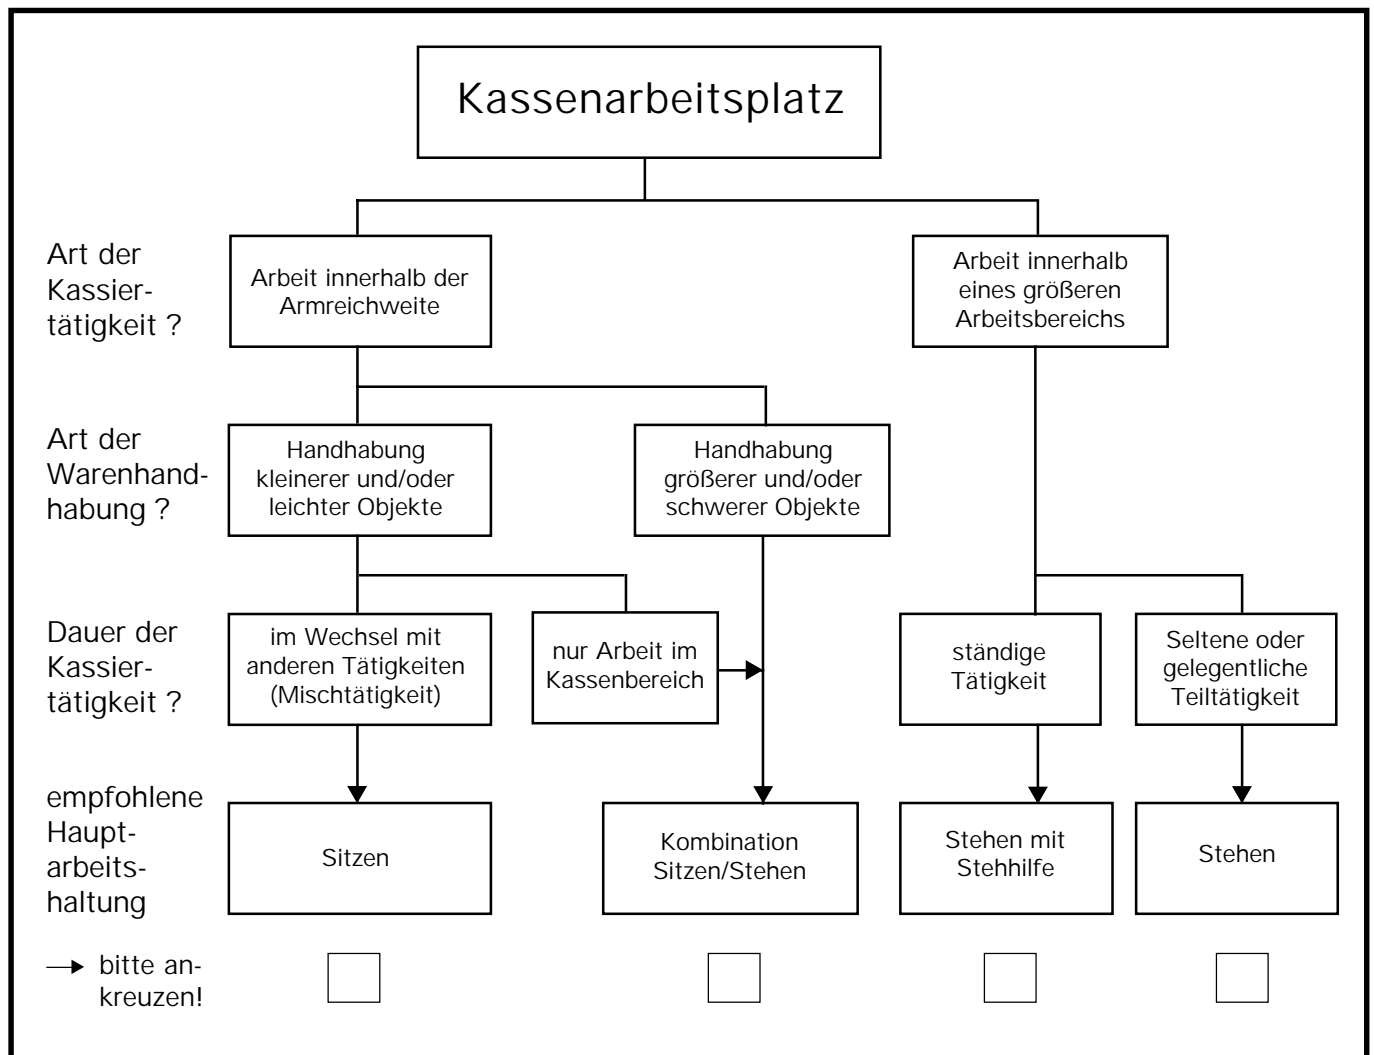 Kassenarbeitsplatz
Art der
Kassier-
tätigkeit ?
Arbeit innerhalb der
Armreichweite
Arbeit innerhalb
eines größeren
Arbeitsbereichs
Art der
Warenhand-
habung ?
Handhabung
kleinerer und/oder
leichter Objekte
Handhabung
größerer und/oder
schwerer Objekte
Dauer der
Kassier-
tätigkeit ?
im Wechsel mit
anderen Tätigkeiten
(Mischtätigkeit)
nur Arbeit im
Kassenbereich
ständige
Tätigkeit
Seltene oder
gelegentliche
Teiltätigkeit
empfohlene
Haupt-
arbeits-
haltung
Sitzen
Kombination
Sitzen/Stehen
Stehen mit
Stehhilfe
Stehen
bitte an-
kreuzen!